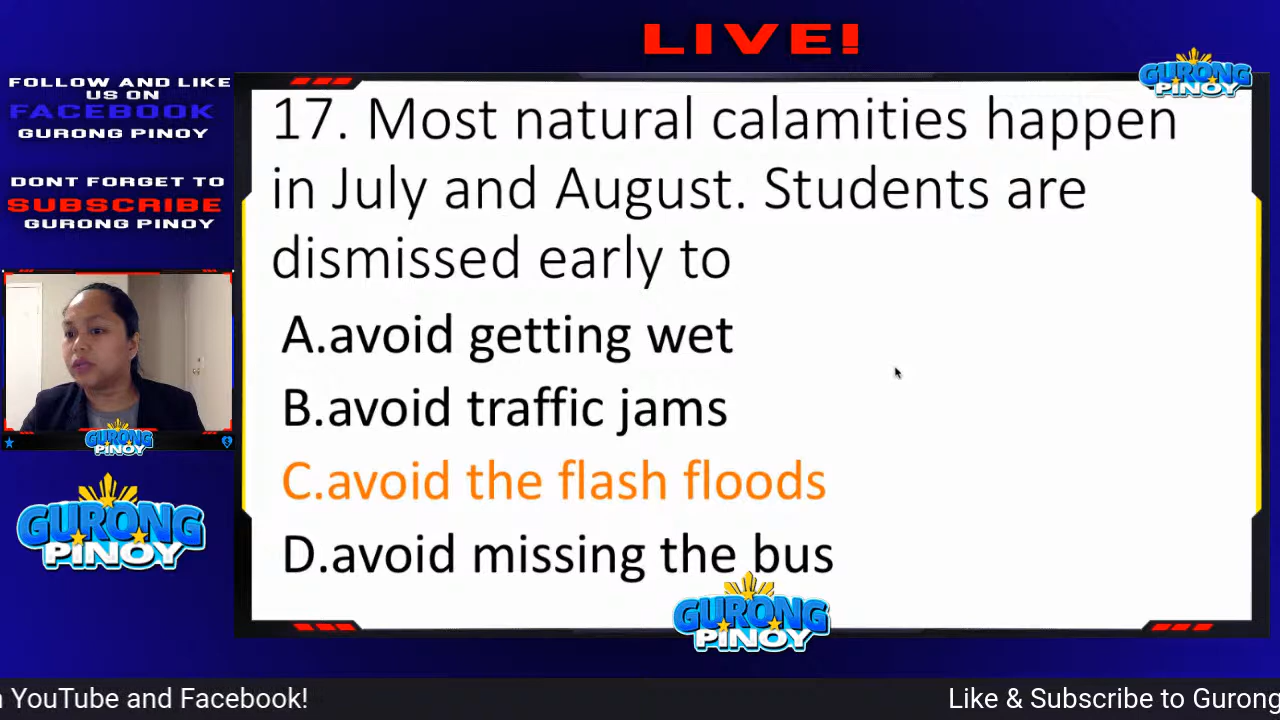 LIVE!
FOLLOW AND LIKE
US ON
FACEBOOK
GURONG PINOY
DONT FORGET TO
SUBSCRIBE
GURONG PINOY
GURONG
PINOY
GURONG
PINOY
GURONG
PINOY
17. Most natural calamities happen
in July and August. Students are
dismissed early to
A.avoid getting wet
B.avoid traffic jams
C.avoid the flash floods
D.avoid missing the bus
GURONG
PINOY
YouTube and Facebook!
Like & Subscribe to Gurong